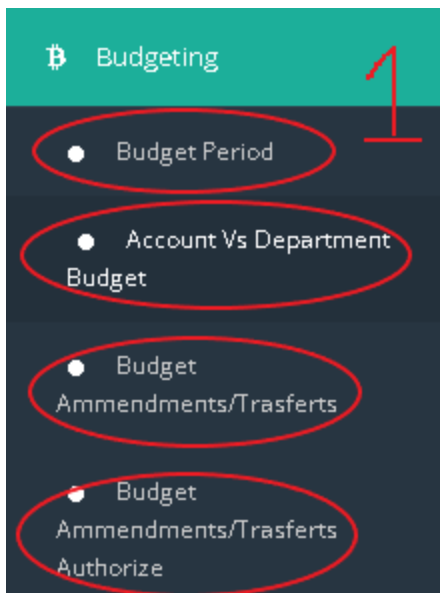 Budgeting
1
Budget Period
Account Vs Department
Budget
Budget
Ammendments/Trasferts
Budget
Ammendments/Trasferts
Authorize